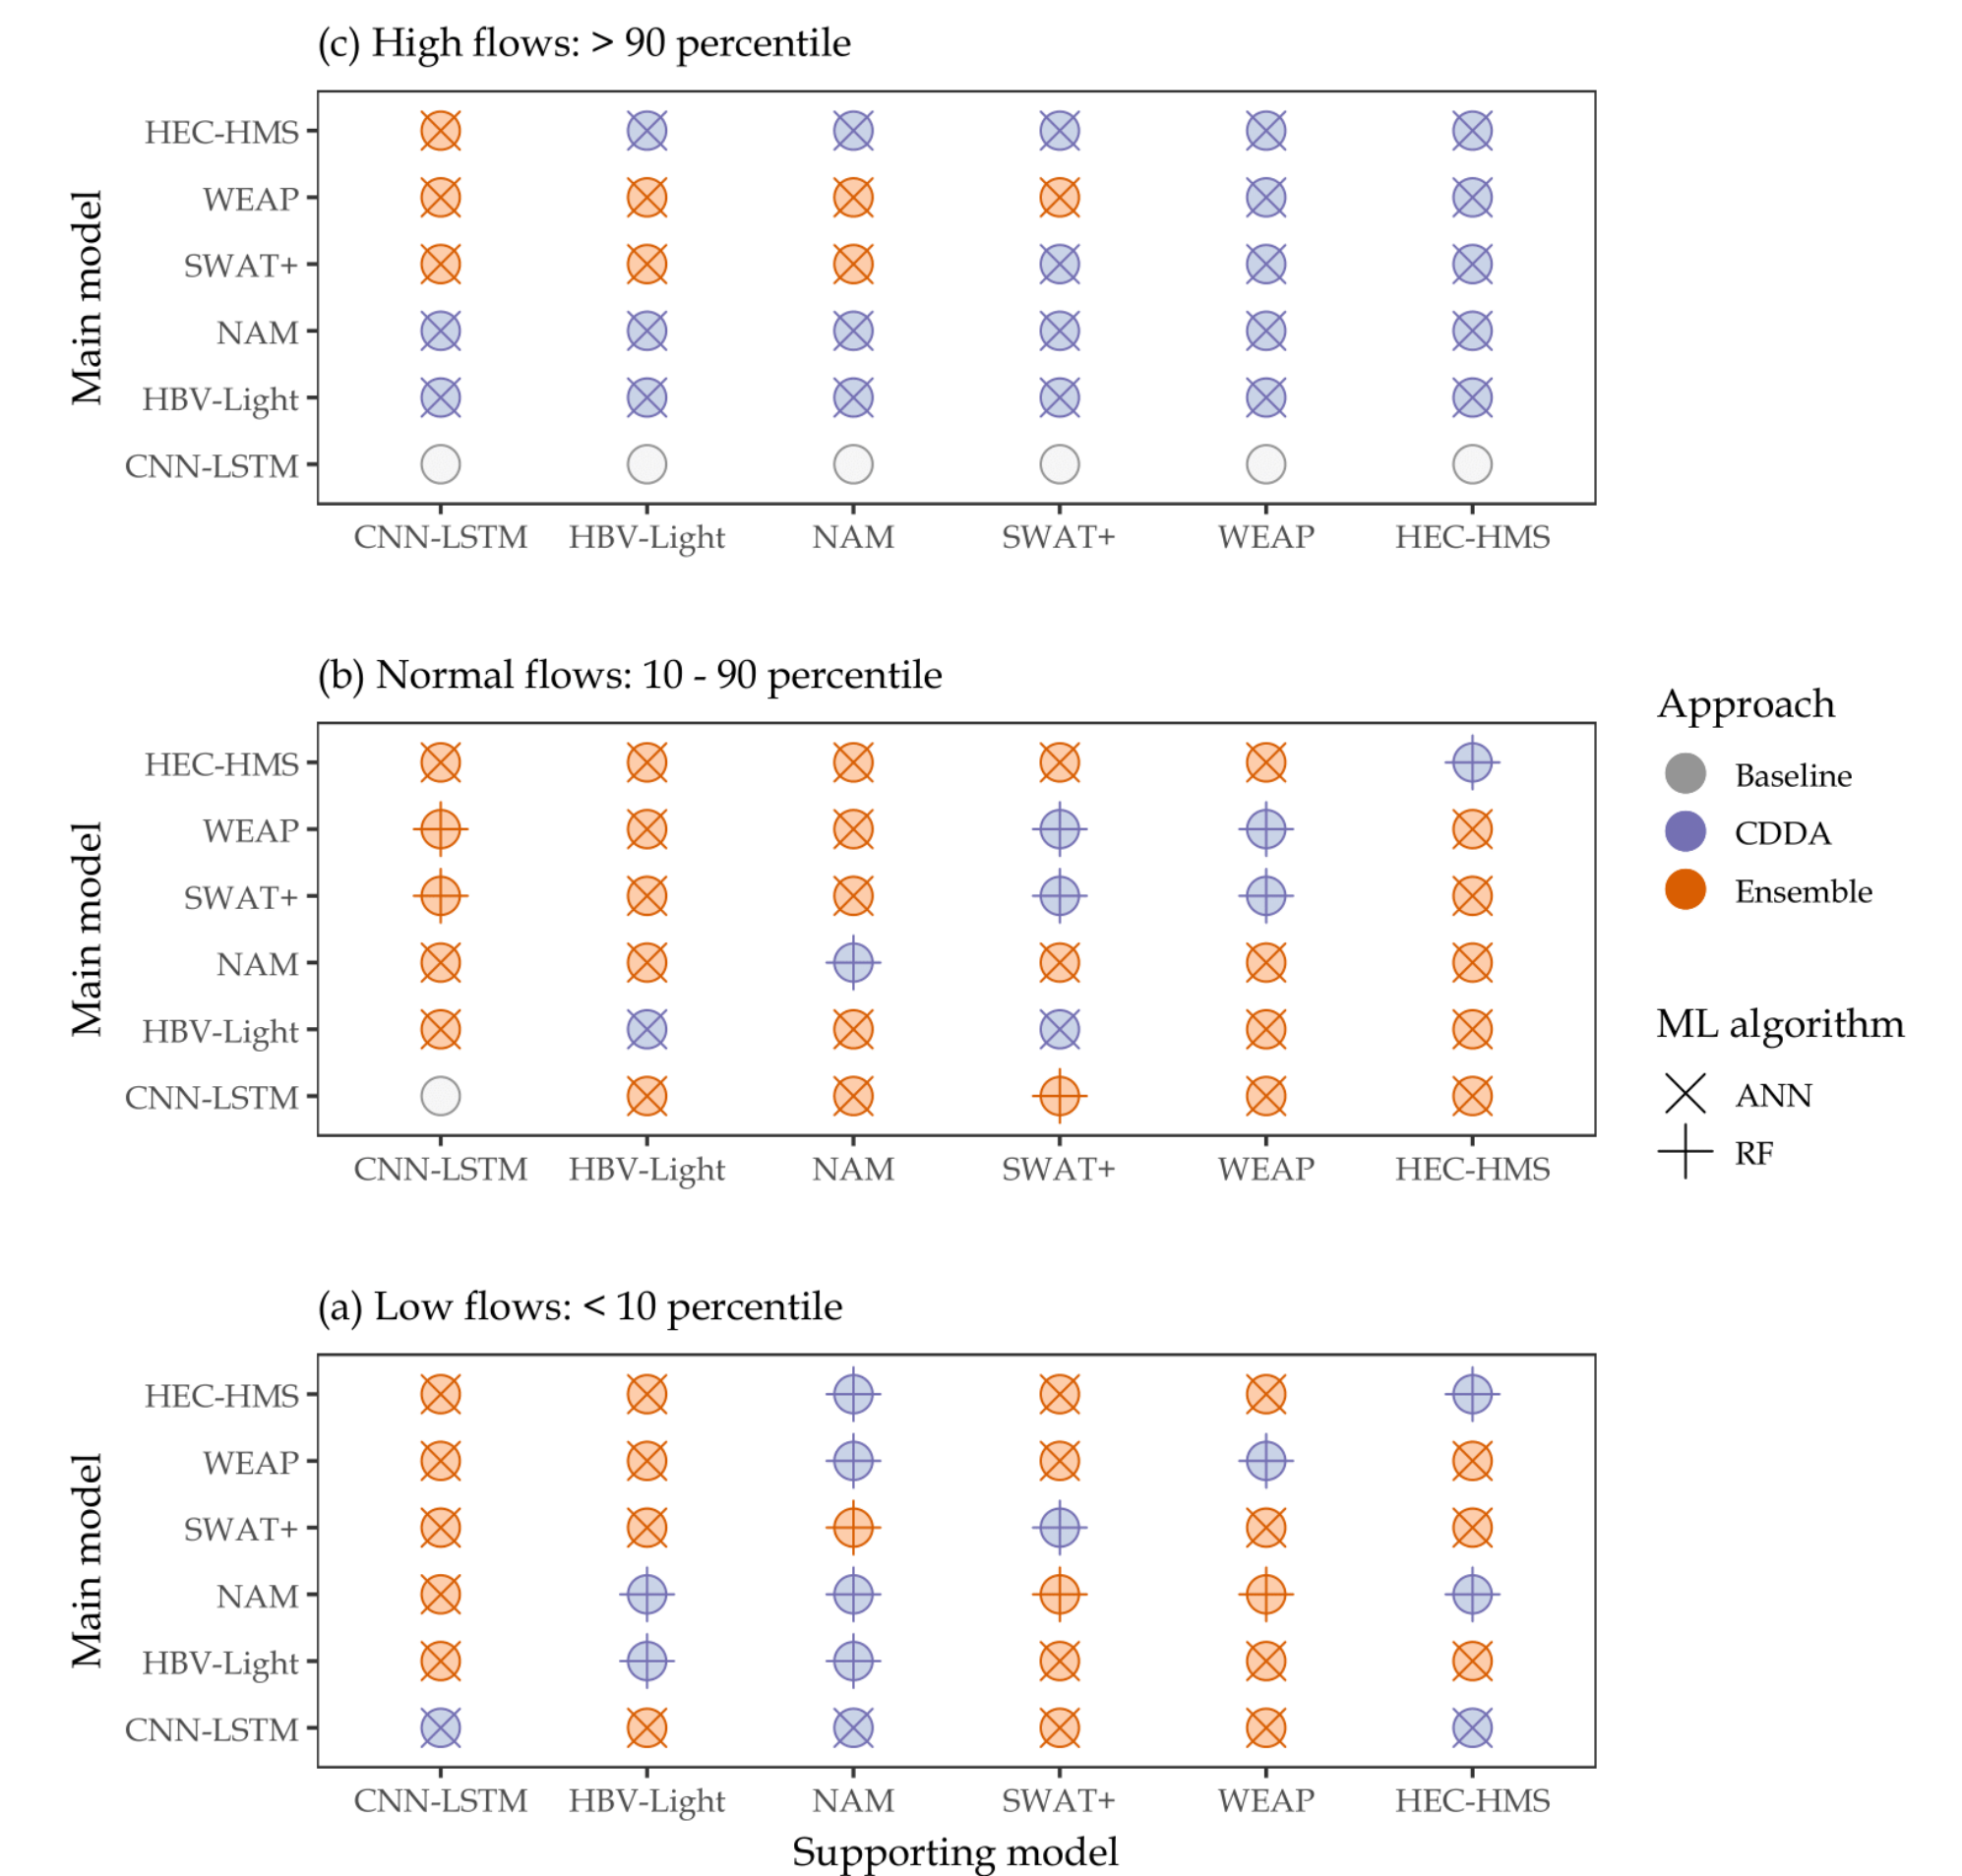 (c) High flows: > 90 percentile
Main model
HEC-HMS
WEAP
SWAT+
NAM
HBV-Light
CNN-LSTM
CNN-LSTM HBV-Light NAM SWAT+ WEAP HEC-HMS
(b) Normal flows: 10 - 90 percentile
Main model
HEC-HMS
WEAP
SWAT+
NAM
HBV-Light
CNN-LSTM
CNN-LSTM HBV-Light NAM SWAT+ WEAP HEC-HMS
Approach
Baseline
CDDA
Ensemble
ML algorithm
ANN
RF
(a) Low flows: < 10 percentile
Main model
HEC-HMS
WEAP
SWAT+
NAM
HBV-Light
CNN-LSTM
CNN-LSTM HBV-Light NAM SWAT+ WEAP HEC-HMS
Supporting model